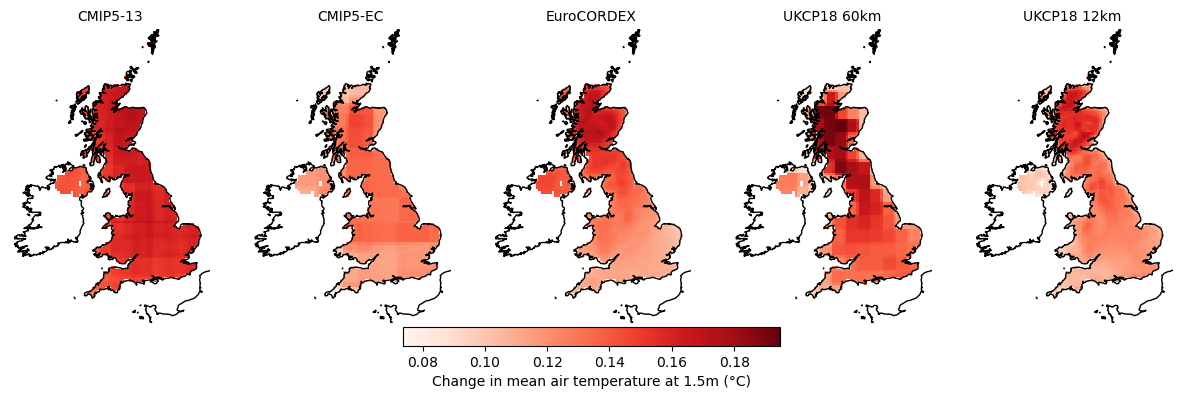 CMIP5-13 CMIP5-EC EuroCORDEX UKCP18 60km UKCP18 12km
0.08 0.10 0.12 0.14 0.16 0.18
Change in mean air temperature at 1.5m (°C)